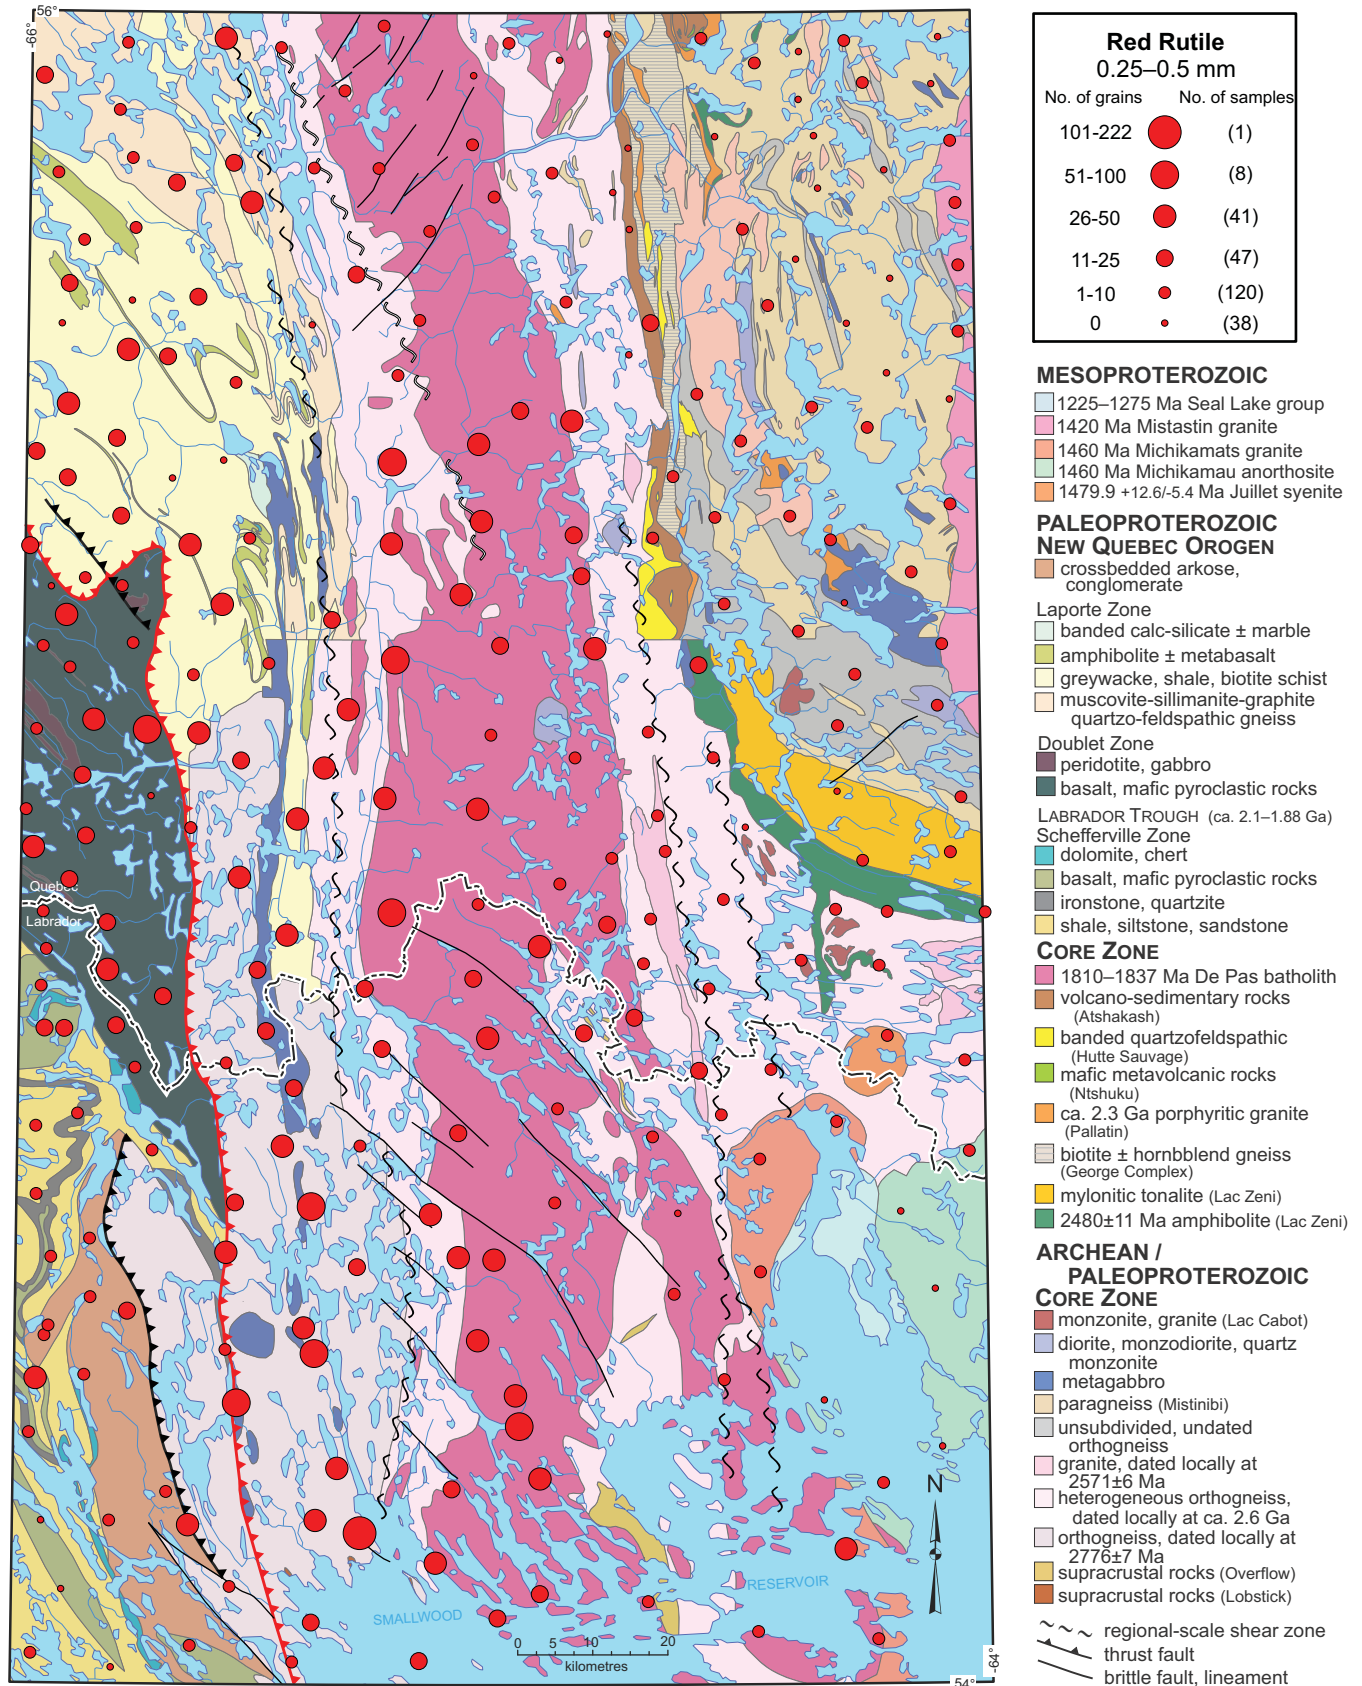 56°
-66°
Quebec
Labrador
SMALLWOOD
RESERVOIR
N
0 5 10 20
kilometres
54°
-64°
Red Rutile
0.25–0.5 mm
No. of grains No. of samples
101-222 (1)
51-100 (8)
26-50 (41)
11-25 (47)
1-10 (120)
0 (38)
MESOPROTEROZOIC
1225–1275 Ma Seal Lake group
1420 Ma Mistastin granite
1460 Ma Michikamats granite
1460 Ma Michikamau anorthosite
1479.9 +12.6/-5.4 Ma Juillet syenite
PALEOPROTEROZOIC
NEW QUEBEC OROGEN
crossbedded arkose,
conglomerate
Laporte Zone
banded calc-silicate ± marble
amphibolite ± metabasalt
greywacke, shale, biotite schist
muscovite-sillimanite-graphite
quartzo-feldspathic gneiss
Doublet Zone
peridotite, gabbro
basalt, mafic pyroclastic rocks
LABRADOR TROUGH (ca. 2.1–1.88 Ga)
Schefferville Zone
dolomite, chert
basalt, mafic pyroclastic rocks
ironstone, quartzite
shale, siltstone, sandstone
CORE ZONE
1810–1837 Ma De Pas batholith
volcano-sedimentary rocks
(Atshakash)
banded quartzofeldspathic
(Hutte Sauvage)
mafic metavolcanic rocks
(Ntshuku)
ca. 2.3 Ga porphyritic granite
(Pallatin)
biotite ± hornbblend gneiss
(George Complex)
mylonitic tonalite (Lac Zeni)
2480±11 Ma amphibolite (Lac Zeni)
ARCHEAN /
PALEOPROTEROZOIC
CORE ZONE
monzonite, granite (Lac Cabot)
diorite, monzodiorite, quartz
monzonite
metagabbro
paragneiss (Mistinibi)
unsubdivided, undated
orthogneiss
granite, dated locally at
2571±6 Ma
heterogeneous orthogneiss,
dated locally at ca. 2.6 Ga
orthogneiss, dated locally at
2776±7 Ma
supracrustal rocks (Overflow)
supracrustal rocks (Lobstick)
regional-scale shear zone
thrust fault
brittle fault, lineament